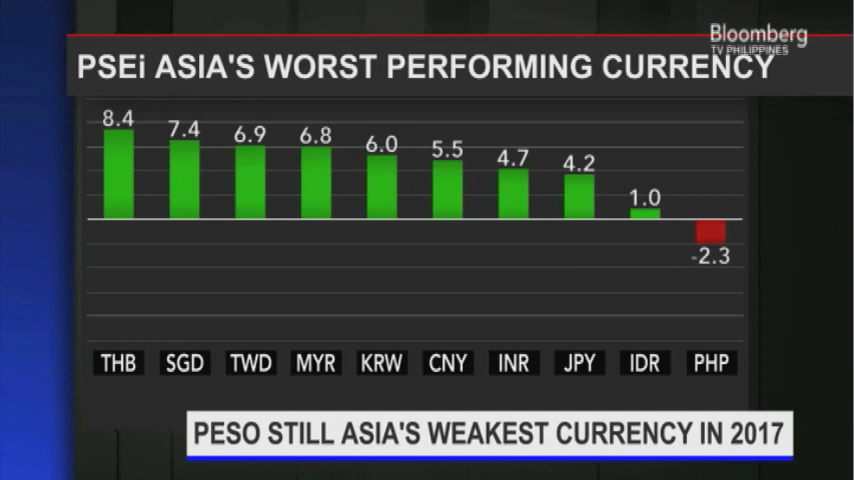 Bloomberg
TV PHILIPPINES
PSEi ASIA'S WORST PERFORMING CURRENCY
8.4 7.4 6.9 6.8 6.0 5.5 4.7 4.2 1.0 -2.3
THB SGD TWD MYR KRW CNY INR JPY IDR PHP
PESO STILL ASIA'S WEAKEST CURRENCY IN 2017